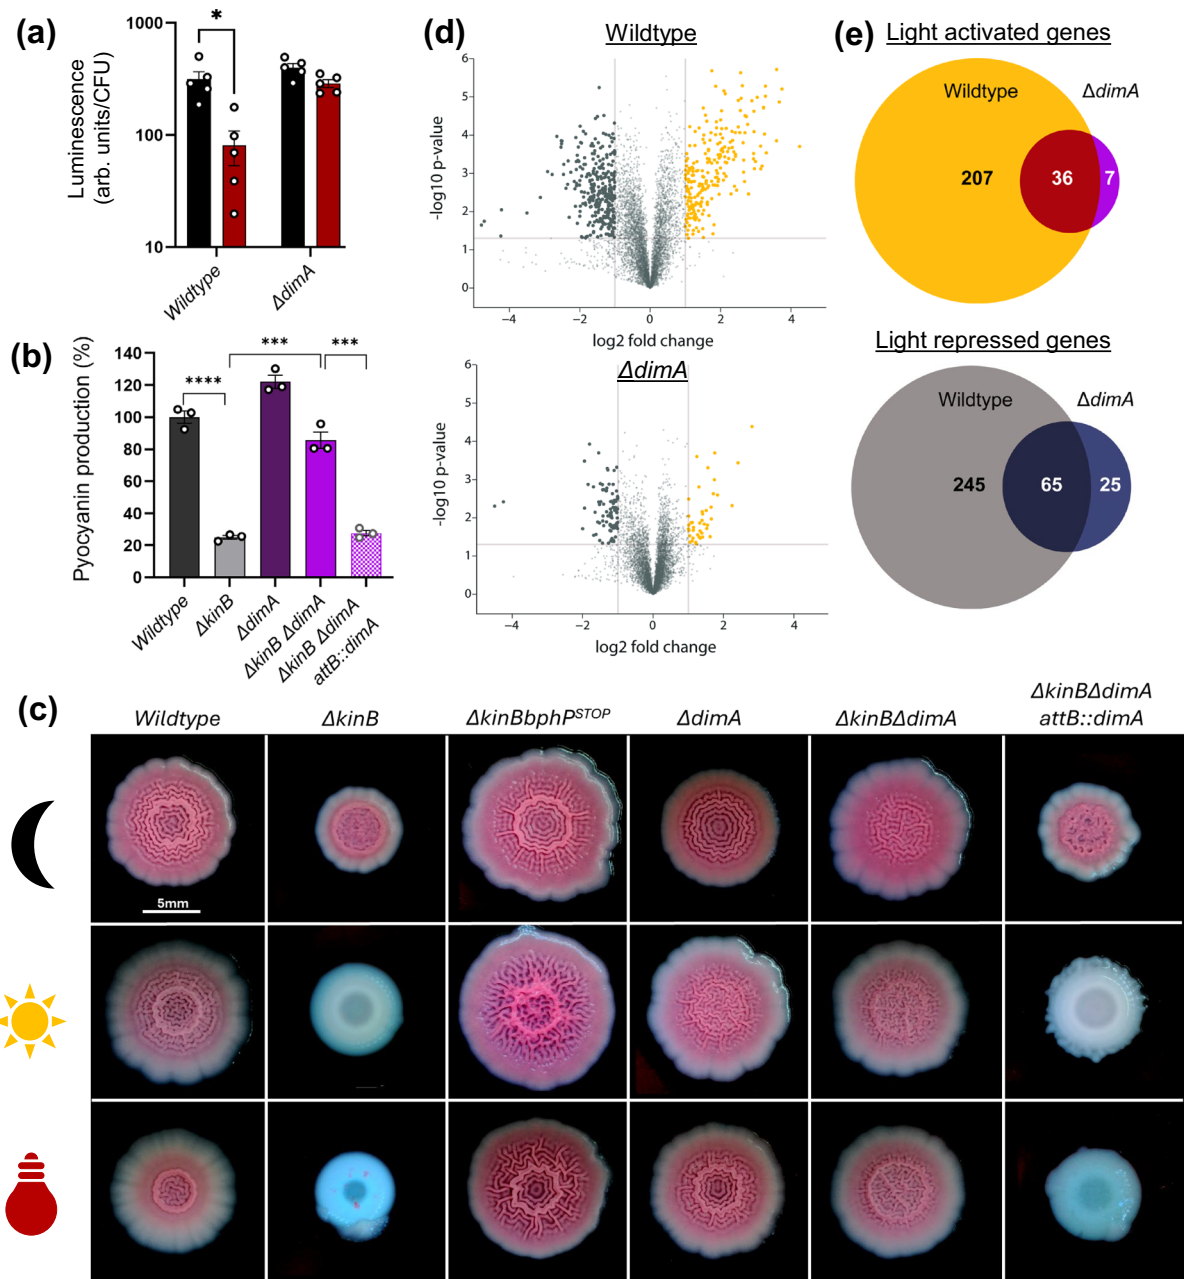 (a)
*
1000
100
10
Luminescence
(arb. units/CFU)
Wildtype
ΔdimA
(b)
Pyocyanin production (%)
140
120
100
80
60
40
20
0
****
***
***
Wildtype
ΔkinB
ΔdimA
ΔkinB ΔdimA
ΔkinB ΔdimA
attB::dimA
(d)
Wildtype
-log10 p-value
6
5
4
3
2
1
0
−4
−2
0
2
4
log2 fold change
ΔdimA
-log10 p-value
6
5
4
3
2
1
0
−4
−2
0
2
4
log2 fold change
(e)
Light activated genes
Wildtype
ΔdimA
207
36
7
Light repressed genes
Wildtype
ΔdimA
245
65
25
(c)
Wildtype
ΔkinB
ΔkinBbphPSTOP
ΔdimA
ΔkinBΔdimA
ΔkinBΔdimA
attB::dimA
5mm